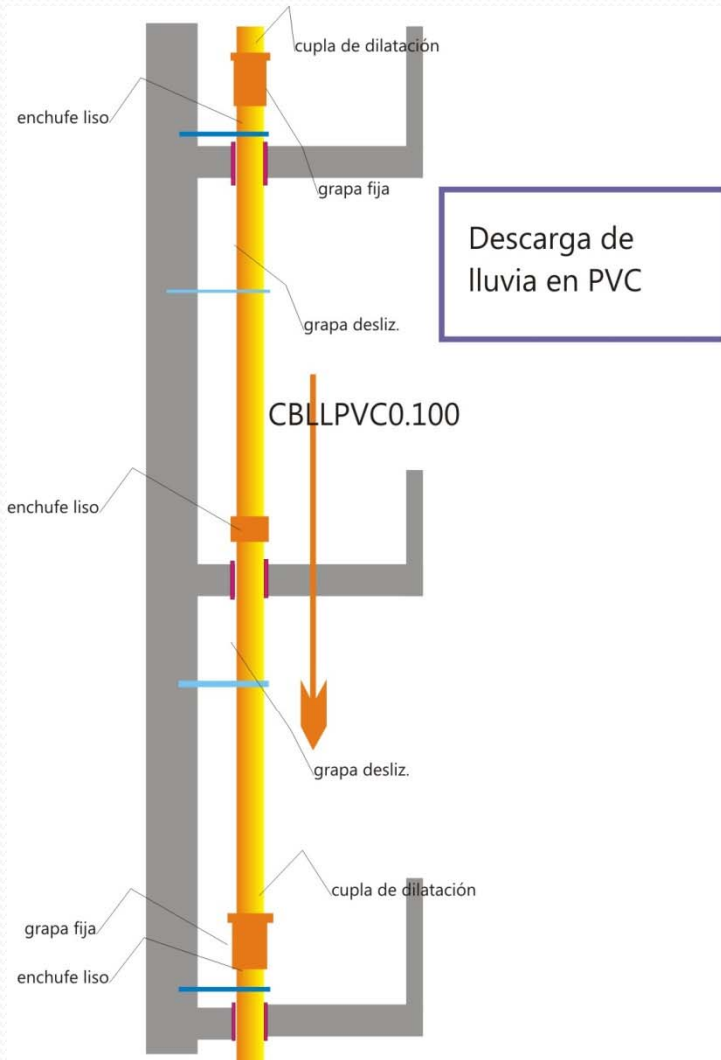 cupla de dilatación
enchufe liso
grapa fija
Descarga de
lluvia en PVC
grapa desliz.
CBLLPVC0.100
enchufe liso
grapa desliz.
cupla de dilatación
grapa fija
enchufe liso